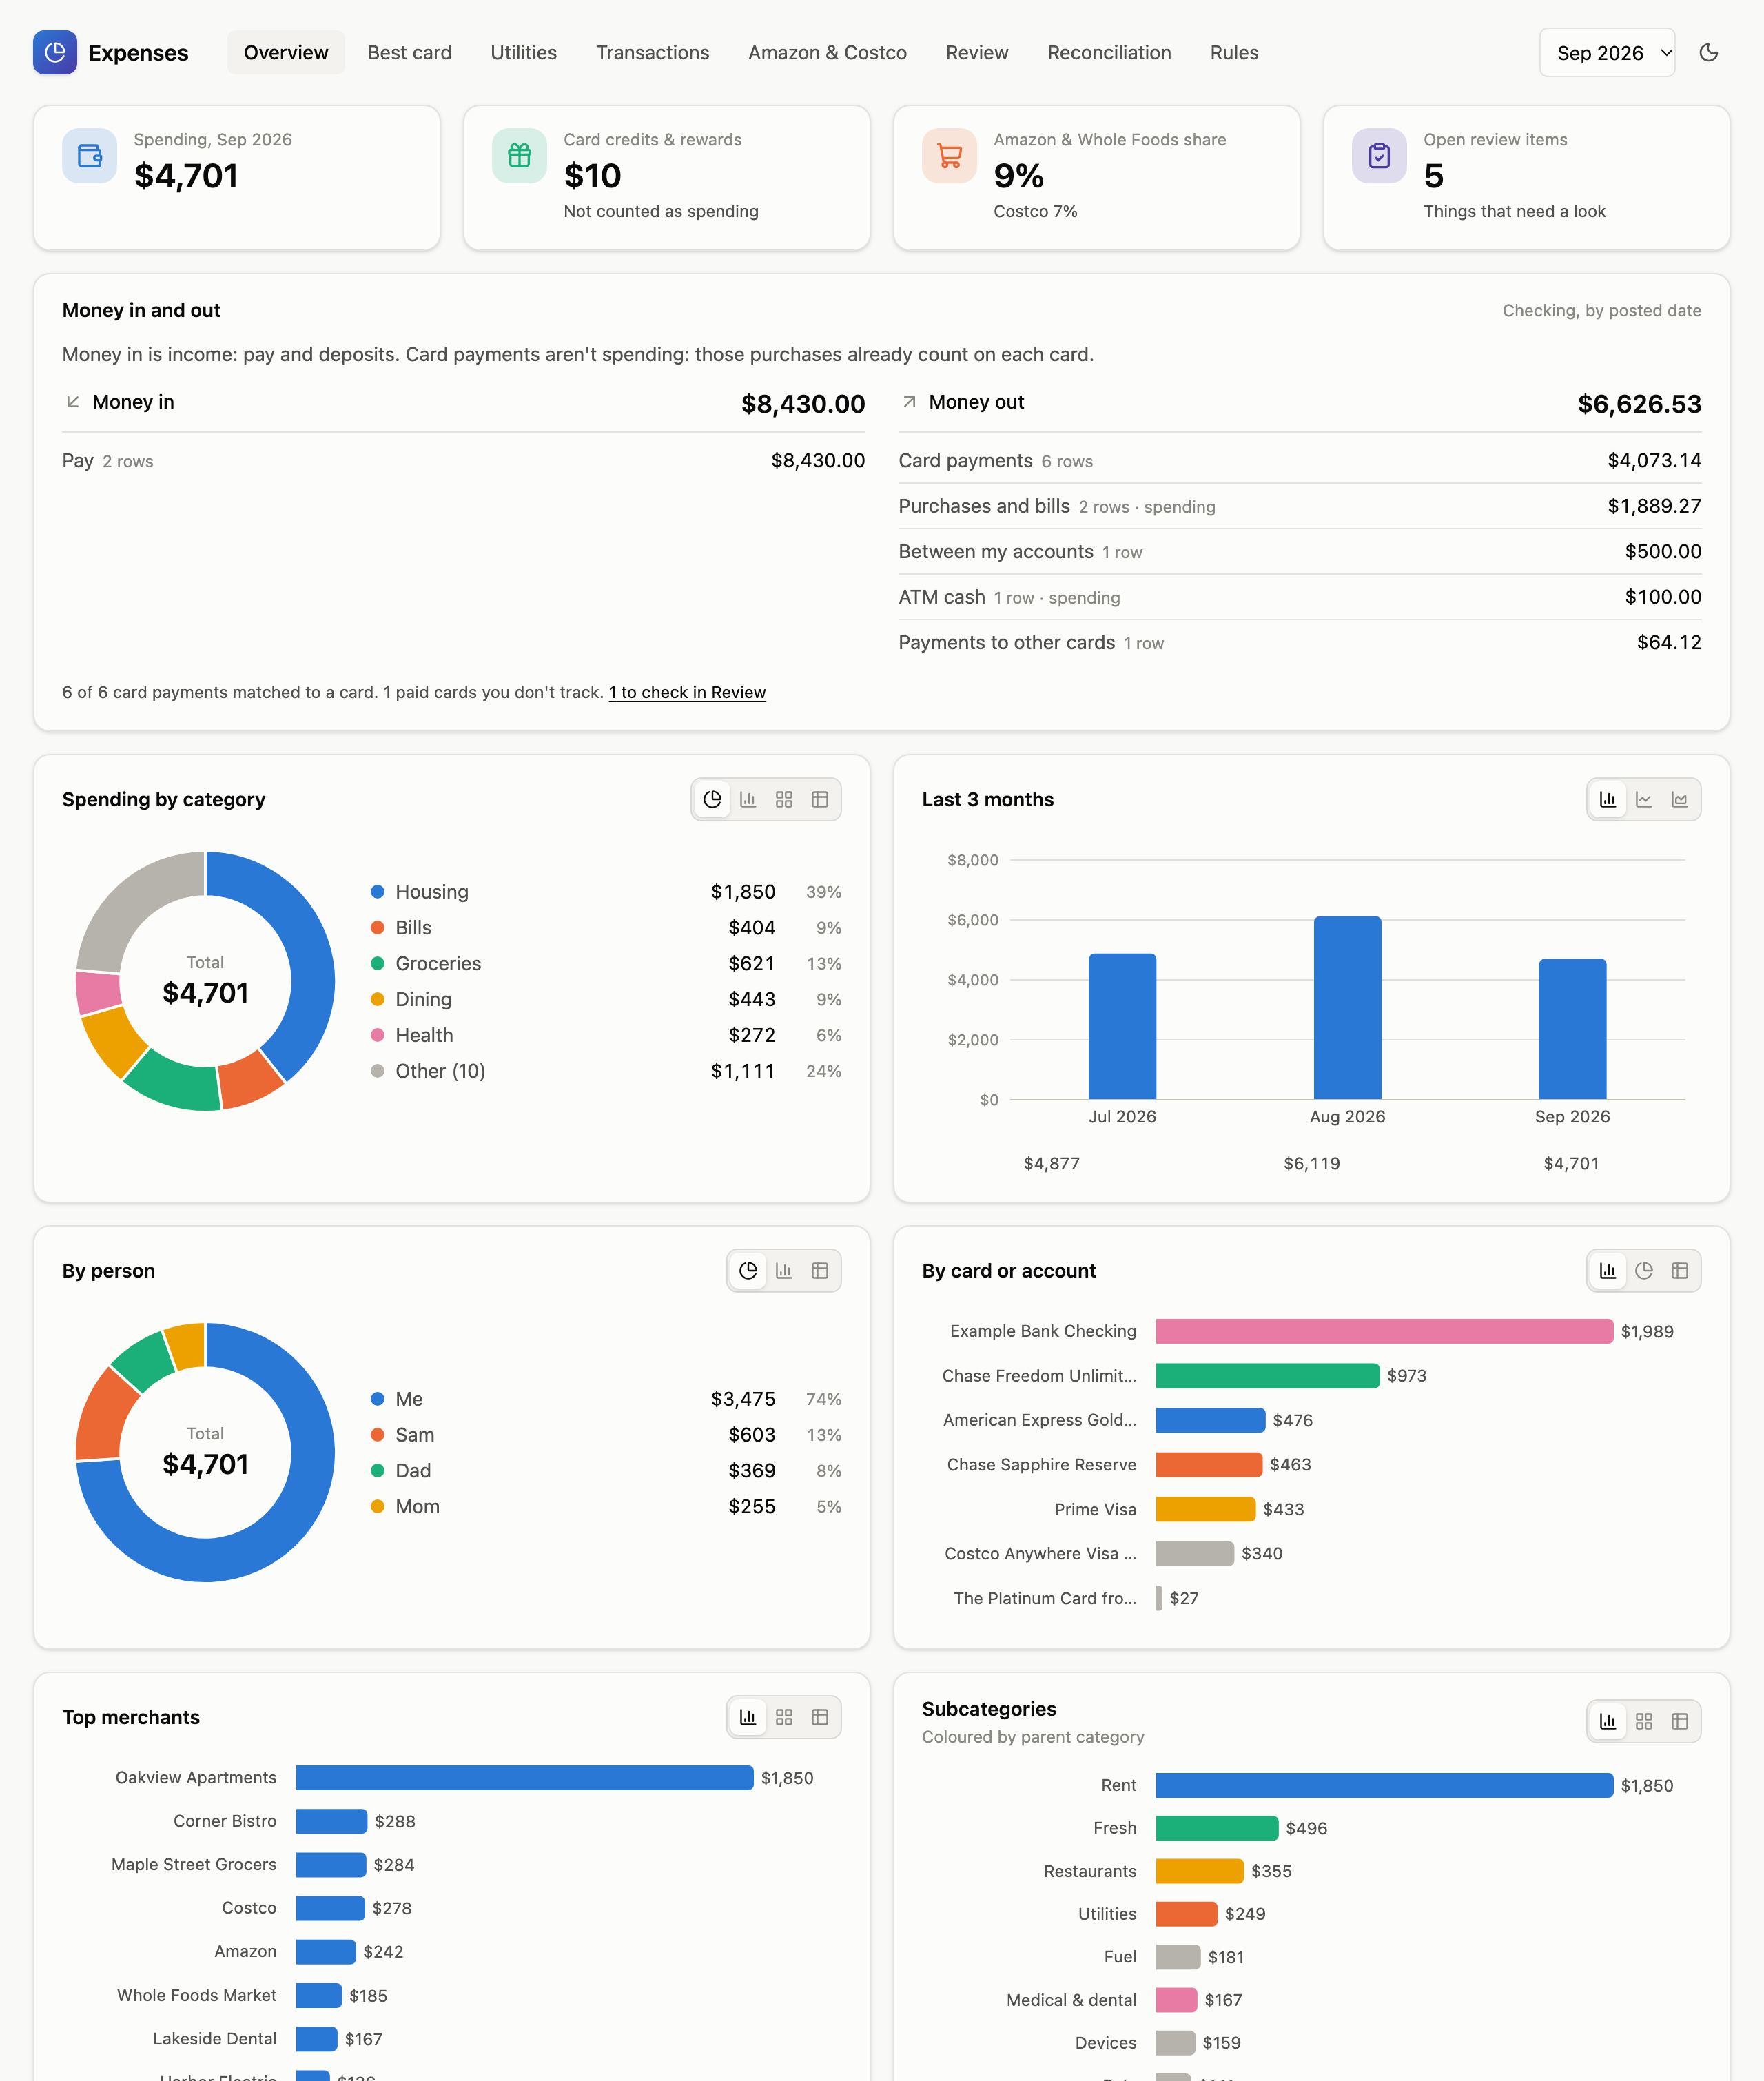 Expenses
Overview
Best card
Utilities
Transactions
Amazon & Costco
Review
Reconciliation
Rules
Sep 2026
Spending, Sep 2026
$4,701
Card credits & rewards
$10
Not counted as spending
Amazon & Whole Foods share
9%
Costco 7%
Open review items
5
Things that need a look
Money in and out
Checking, by posted date
Money in is income: pay and deposits. Card payments aren't spending: those purchases already count on each card.
Money in $8,430.00
Pay 2 rows $8,430.00
Money out $6,626.53
Card payments 6 rows $4,073.14
Purchases and bills 2 rows · spending $1,889.27
Between my accounts 1 row $500.00
ATM cash 1 row · spending $100.00
Payments to other cards 1 row $64.12
6 of 6 card payments matched to a card. 1 paid cards you don't track. 1 to check in Review
Spending by category
Total
$4,701
Housing $1,850 39%
Bills $404 9%
Groceries $621 13%
Dining $443 9%
Health $272 6%
Other (10) $1,111 24%
Last 3 months
$8,000
$6,000
$4,000
$2,000
$0
Jul 2026 Aug 2026 Sep 2026
$4,877 $6,119 $4,701
By person
Total
$4,701
Me $3,475 74%
Sam $603 13%
Dad $369 8%
Mom $255 5%
By card or account
Example Bank Checking $1,989
Chase Freedom Unlimit... $973
American Express Gold... $476
Chase Sapphire Reserve $463
Prime Visa $433
Costco Anywhere Visa ... $340
The Platinum Card fro... $27
Top merchants
Oakview Apartments $1,850
Corner Bistro $288
Maple Street Grocers $284
Costco $278
Amazon $242
Whole Foods Market $185
Lakeside Dental $167
Subcategories
Coloured by parent category
Rent $1,850
Fresh $496
Restaurants $355
Utilities $249
Fuel $181
Medical & dental $167
Devices $159